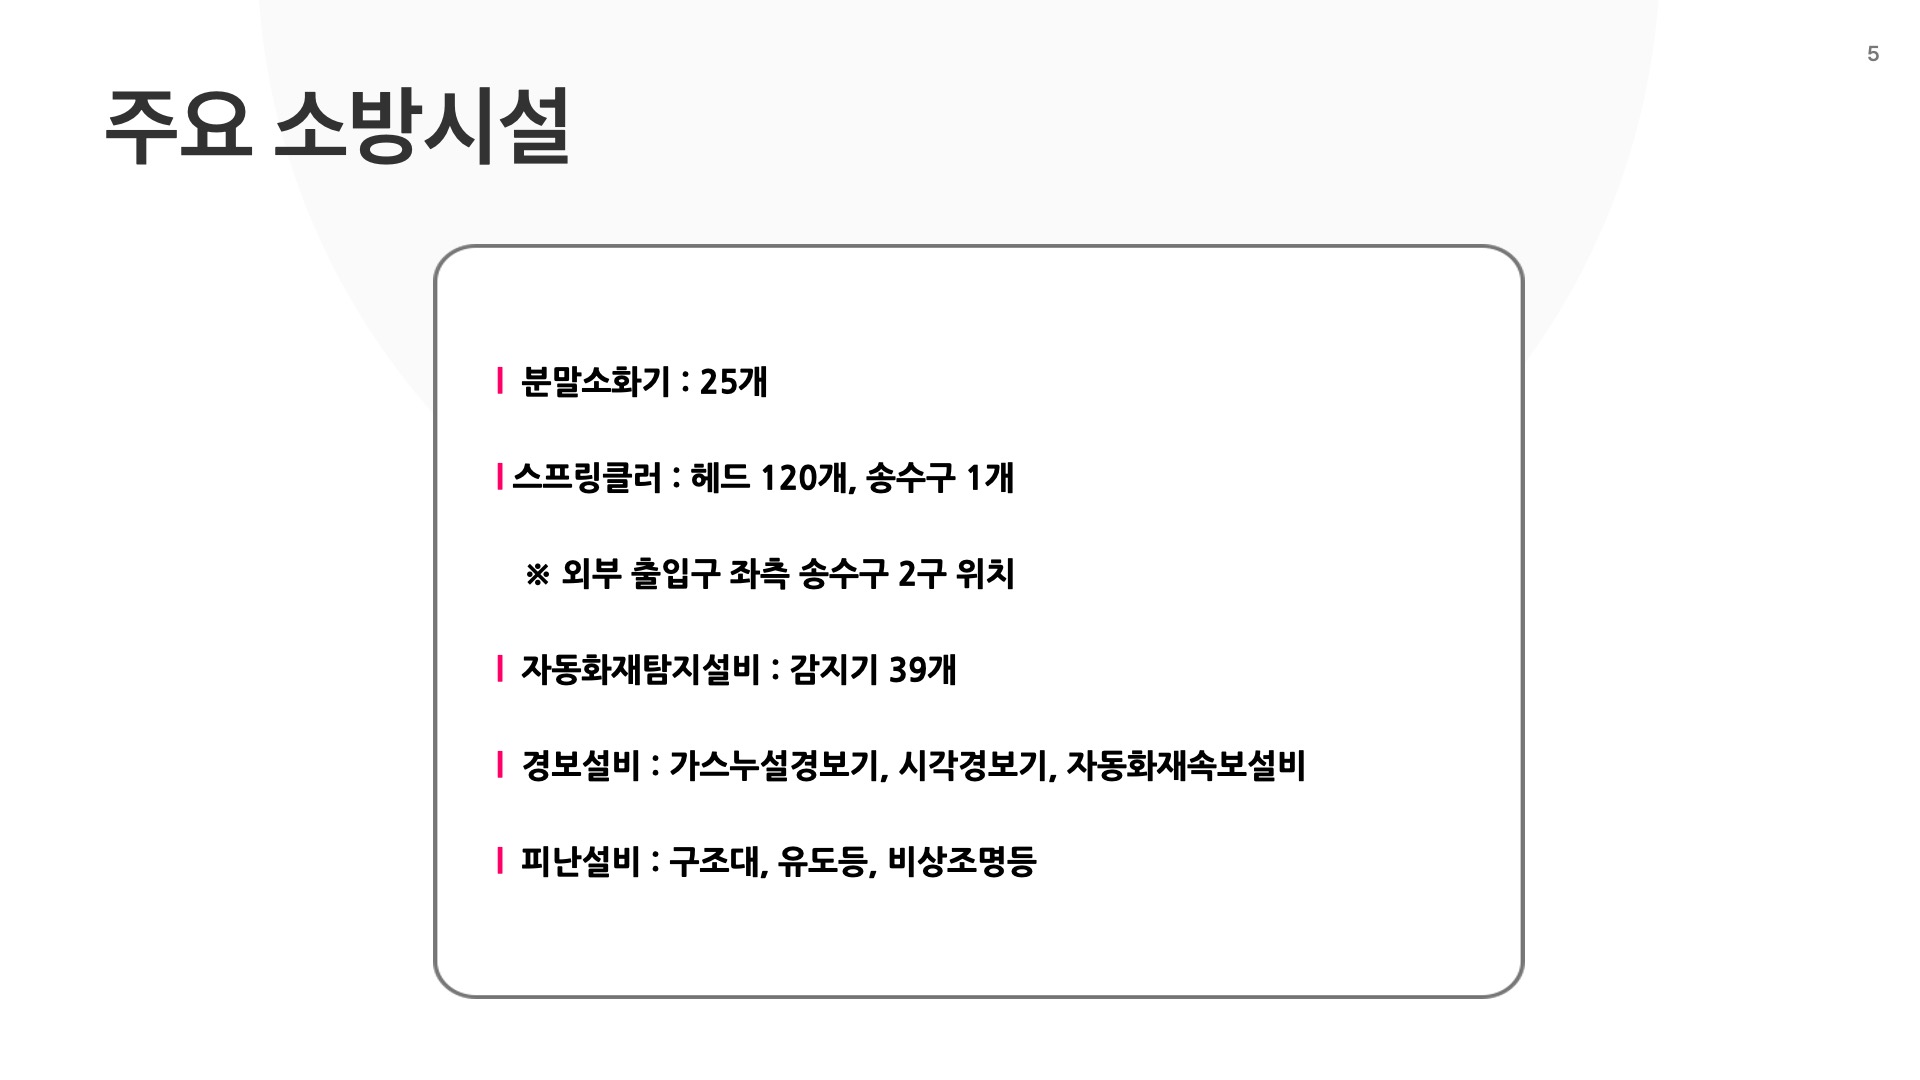 5
주요 소방시설
| 분말소화기 : 25개
| 스프링클러 : 헤드 120개, 송수구 1개
※ 외부 출입구 좌측 송수구 2구 위치
| 자동화재탐지설비 : 감지기 39개
| 경보설비 : 가스누설경보기, 시각경보기, 자동화재속보설비
| 피난설비 : 구조대, 유도등, 비상조명등